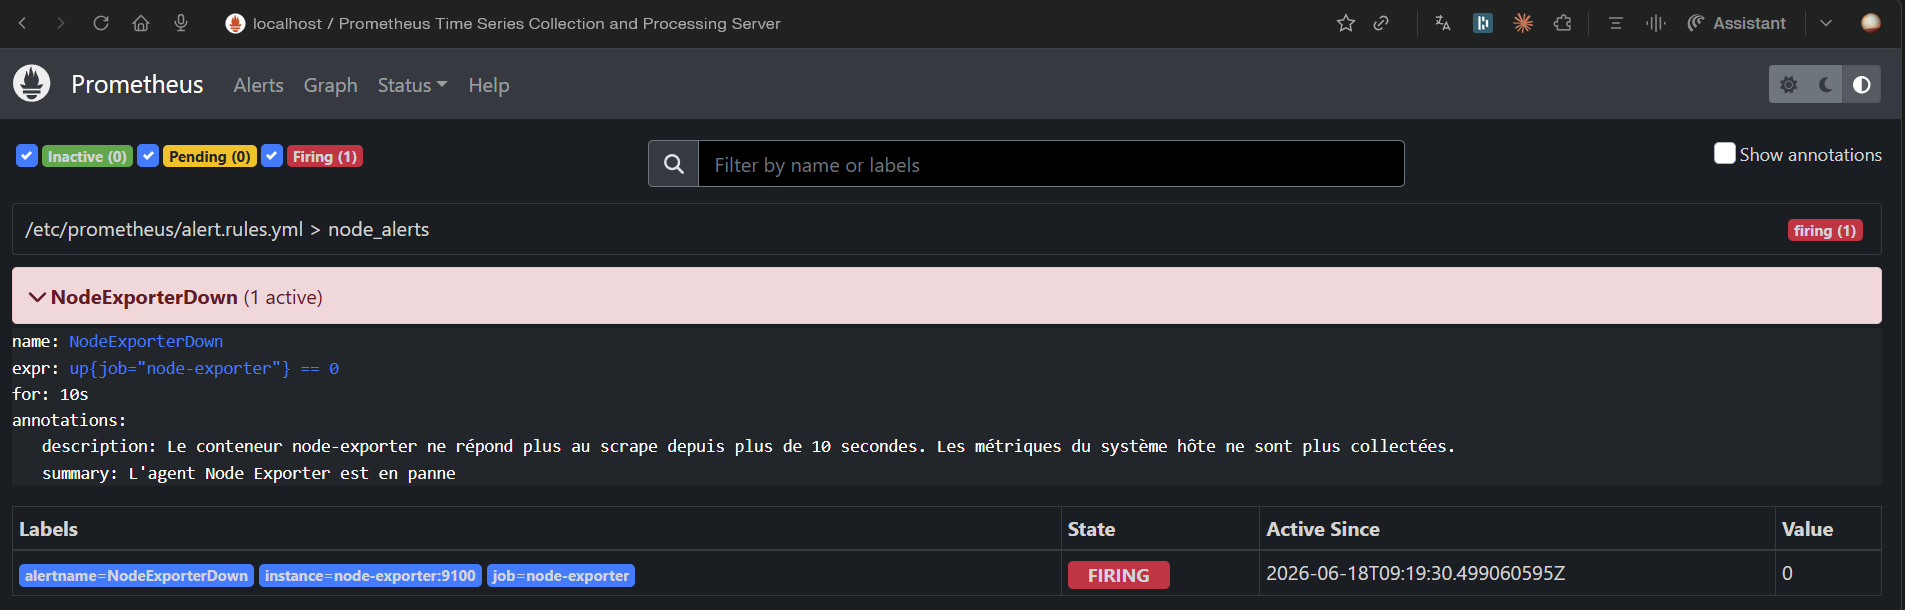 localhost / Prometheus Time Series Collection and Processing Server
Assistant
Prometheus Alerts Graph Status Help
Inactive (0) Pending (0) Firing (1)
Filter by name or labels
Show annotations
/etc/prometheus/alert.rules.yml > node_alerts
firing (1)
NodeExporterDown (1 active)
name: NodeExporterDown
expr: up{job="node-exporter"} == 0
for: 10s
annotations:
description: Le conteneur node-exporter ne répond plus au scrape depuis plus de 10 secondes. Les métriques du système hôte ne sont plus collectées.
summary: L'agent Node Exporter est en panne
Labels State Active Since Value
alertname=NodeExporterDown instance=node-exporter:9100 job=node-exporter FIRING 2026-06-18T09:19:30.499060595Z 0